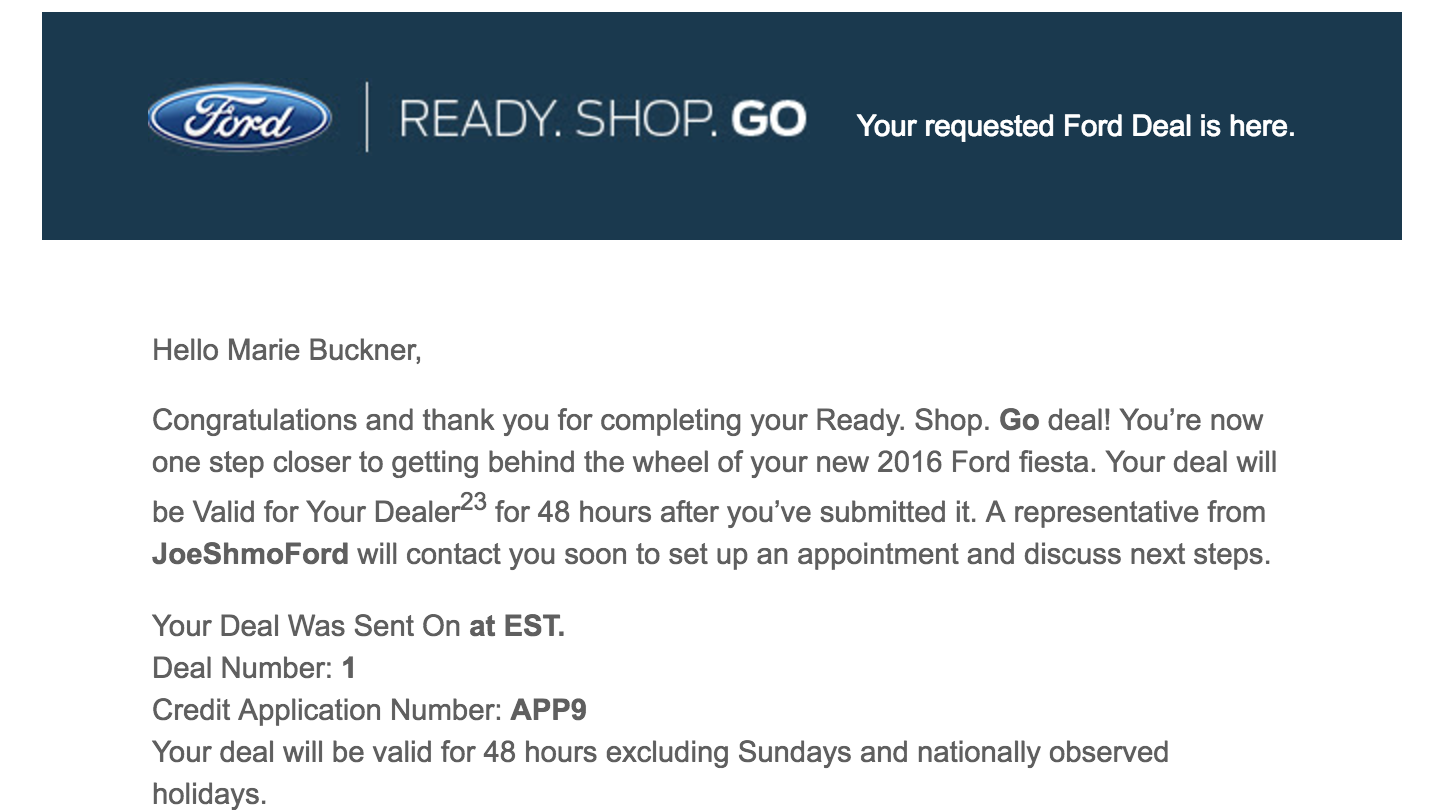 Ford READY. SHOP. GO Your requested Ford Deal is here.
Hello Marie Buckner,
Congratulations and thank you for completing your Ready. Shop. Go deal! You’re now
one step closer to getting behind the wheel of your new 2016 Ford fiesta. Your deal will
be Valid for Your Dealer23 for 48 hours after you’ve submitted it. A representative from
JoeShmoFord will contact you soon to set up an appointment and discuss next steps.
Your Deal Was Sent On at EST.
Deal Number: 1
Credit Application Number: APP9
Your deal will be valid for 48 hours excluding Sundays and nationally observed
holidays.